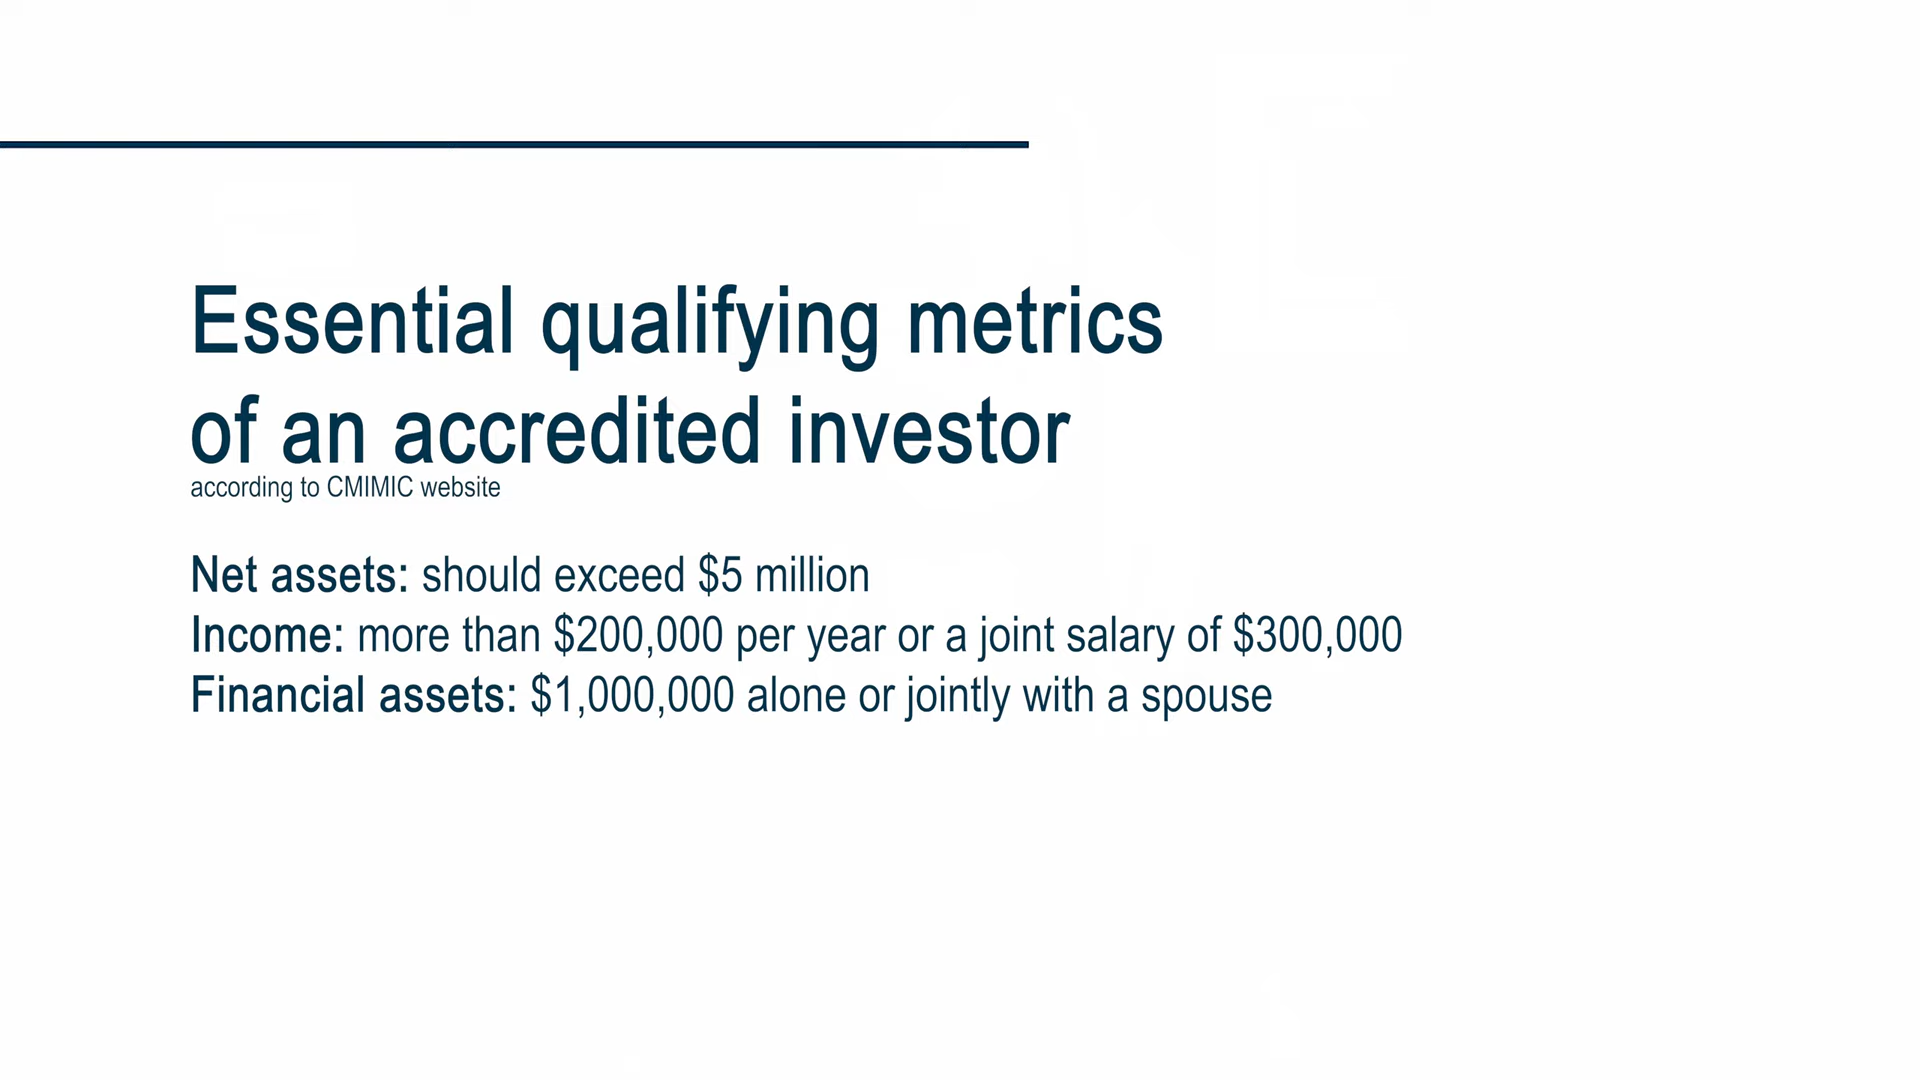 Essential qualifying metrics
of an accredited investor
according to CMIMIC website
Net assets: should exceed $5 million
Income: more than $200,000 per year or a joint salary of $300,000
Financial assets: $1,000,000 alone or jointly with a spouse